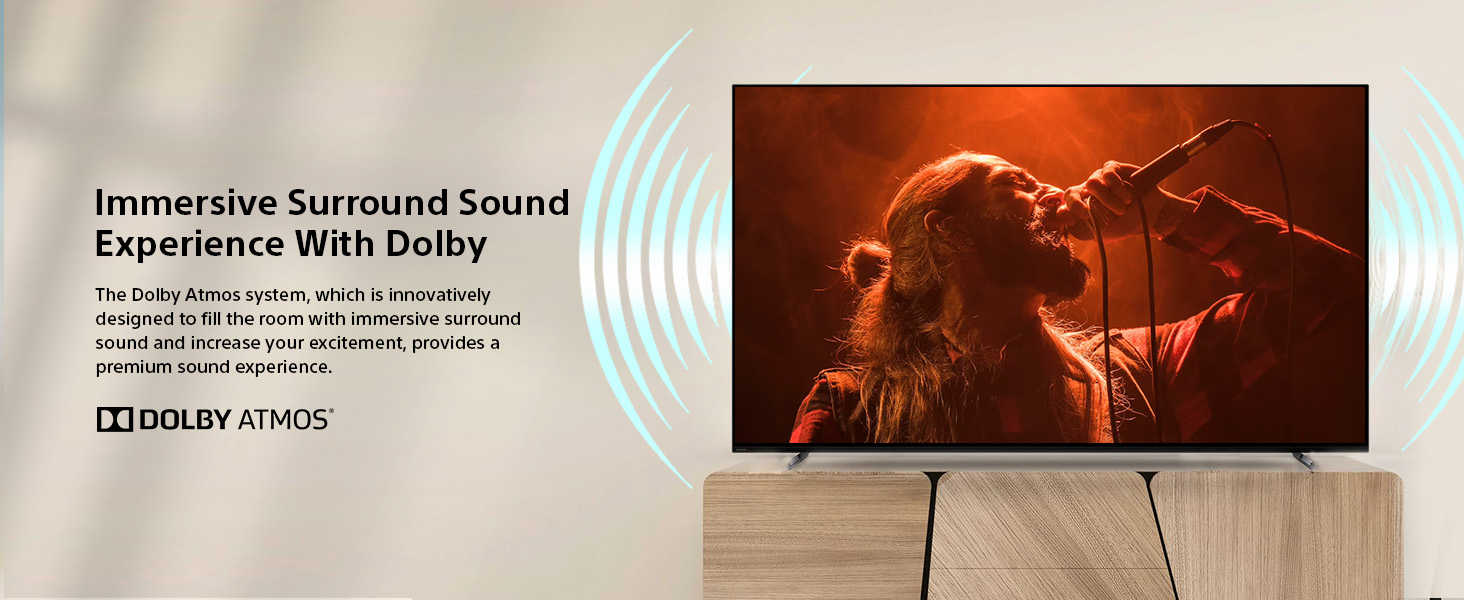 Immersive Surround Sound
Experience With Dolby
The Dolby Atmos system, which is innovatively
designed to fill the room with immersive surround
sound and increase your excitement, provides a
premium sound experience.
DOLBY ATMOS®